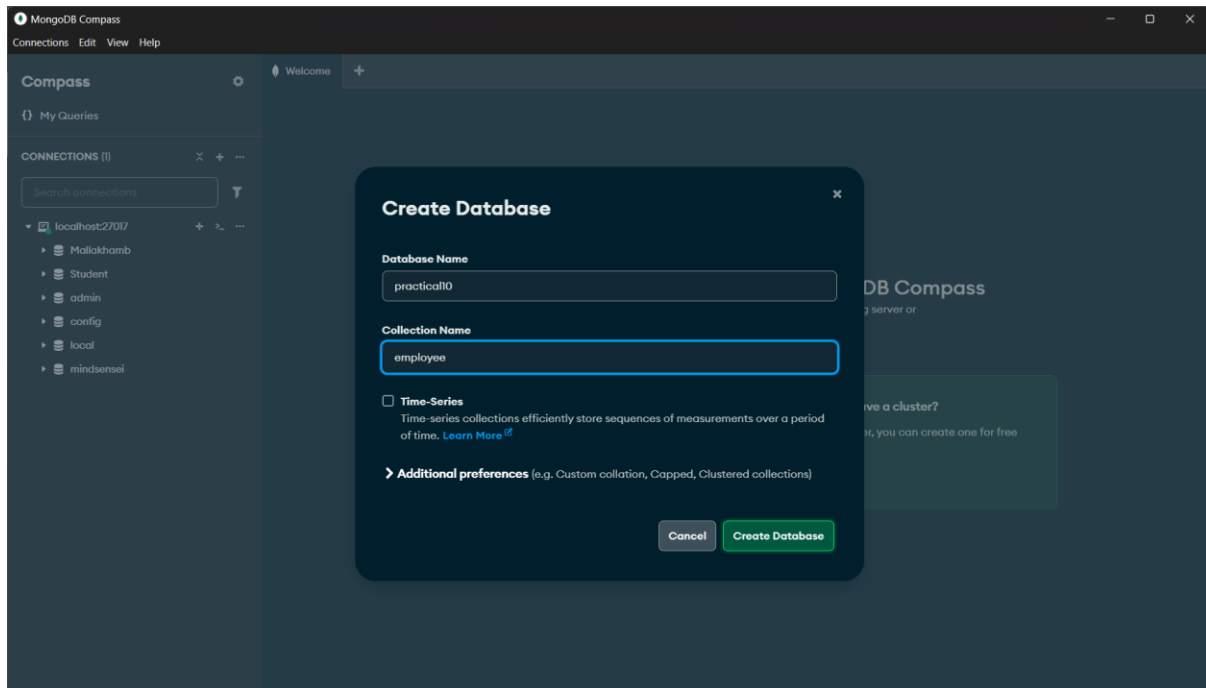 MongoDB Compass
Connections Edit View Help
Compass
{} My Queries
CONNECTIONS (1)
Search connections
localhost:27017
Mallakhamb
Student
admin
config
local
mindsensei
Welcome
DB Compass
g server or
ave a cluster?
er, you can create one for free
Create Database
Database Name
practical10
Collection Name
employee
Time-Series
Time-series collections efficiently store sequences of measurements over a period
of time. Learn More
Additional preferences (e.g. Custom collation, Capped, Clustered collections)
Cancel Create Database